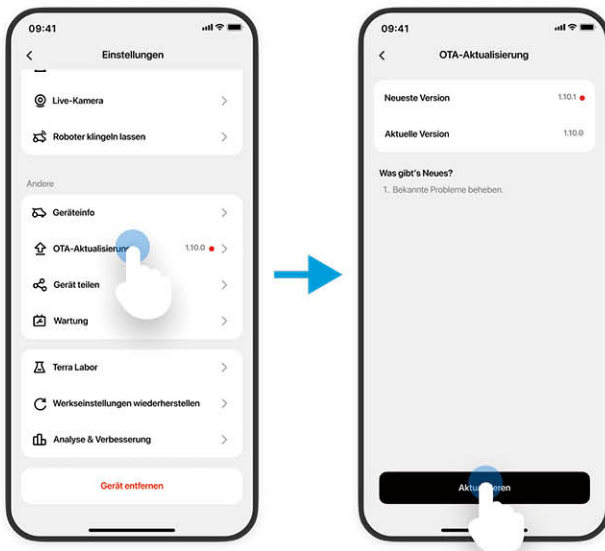 09:41
Einstellungen
Live-Kamera
Roboter klingeln lassen
Andere
Geräteinfo
OTA-Aktualisierung 1.10.0
Gerät teilen
Wartung
Terra Labor
Werkseinstellungen wiederherstellen
Analyse & Verbesserung
Gerät entfernen
09:41
OTA-Aktualisierung
Neueste Version 1.10.1
Aktuelle Version 1.10.0
Was gibt's Neues?
1. Bekannte Probleme beheben.
Aktualisieren